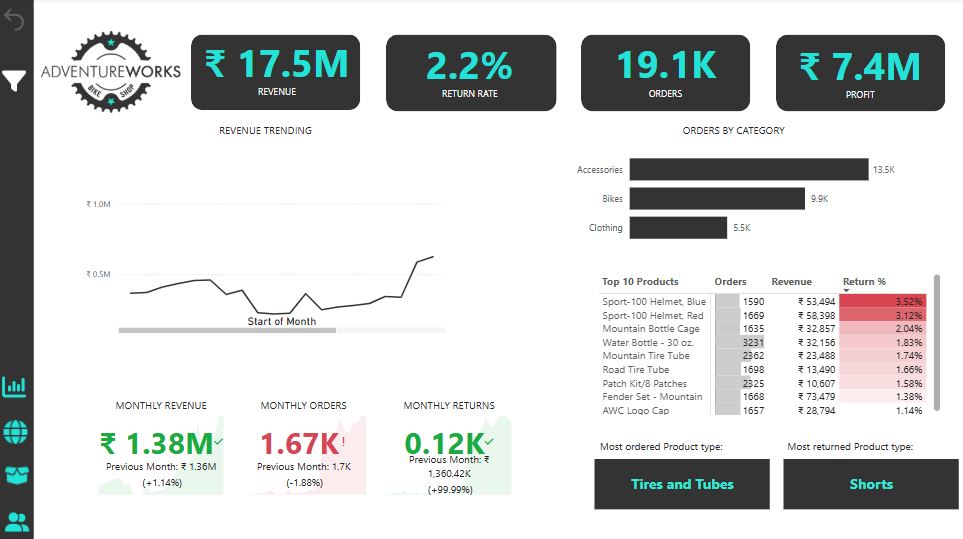 ADVENTUREWORKS
BIKE SHOP
₹ 17.5M
REVENUE
2.2%
RETURN RATE
19.1K
ORDERS
₹ 7.4M
PROFIT
REVENUE TRENDING
₹ 1.0M
₹ 0.5M
Start of Month
ORDERS BY CATEGORY
Accessories 13.5K
Bikes 9.9K
Clothing 5.5K
Top 10 Products Orders Revenue Return %
Sport-100 Helmet, Blue 1590 ₹ 53,494 3.52%
Sport-100 Helmet, Red 1669 ₹ 58,398 3.12%
Mountain Bottle Cage 1635 ₹ 32,857 2.04%
Water Bottle - 30 oz. 3231 ₹ 32,156 1.83%
Mountain Tire Tube 2362 ₹ 23,488 1.74%
Road Tire Tube 1698 ₹ 13,490 1.66%
Patch Kit/8 Patches 2325 ₹ 10,607 1.58%
Fender Set - Mountain 1668 ₹ 73,479 1.38%
AWC Logo Cap 1657 ₹ 28,794 1.14%
MONTHLY REVENUE
₹ 1.38M✓
Previous Month: ₹ 1.36M
(+1.14%)
MONTHLY ORDERS
1.67K!
Previous Month: 1.7K
(-1.88%)
MONTHLY RETURNS
0.12K✓
Previous Month: ₹
1,360.42K
(+99.99%)
Most ordered Product type:
Tires and Tubes
Most returned Product type:
Shorts